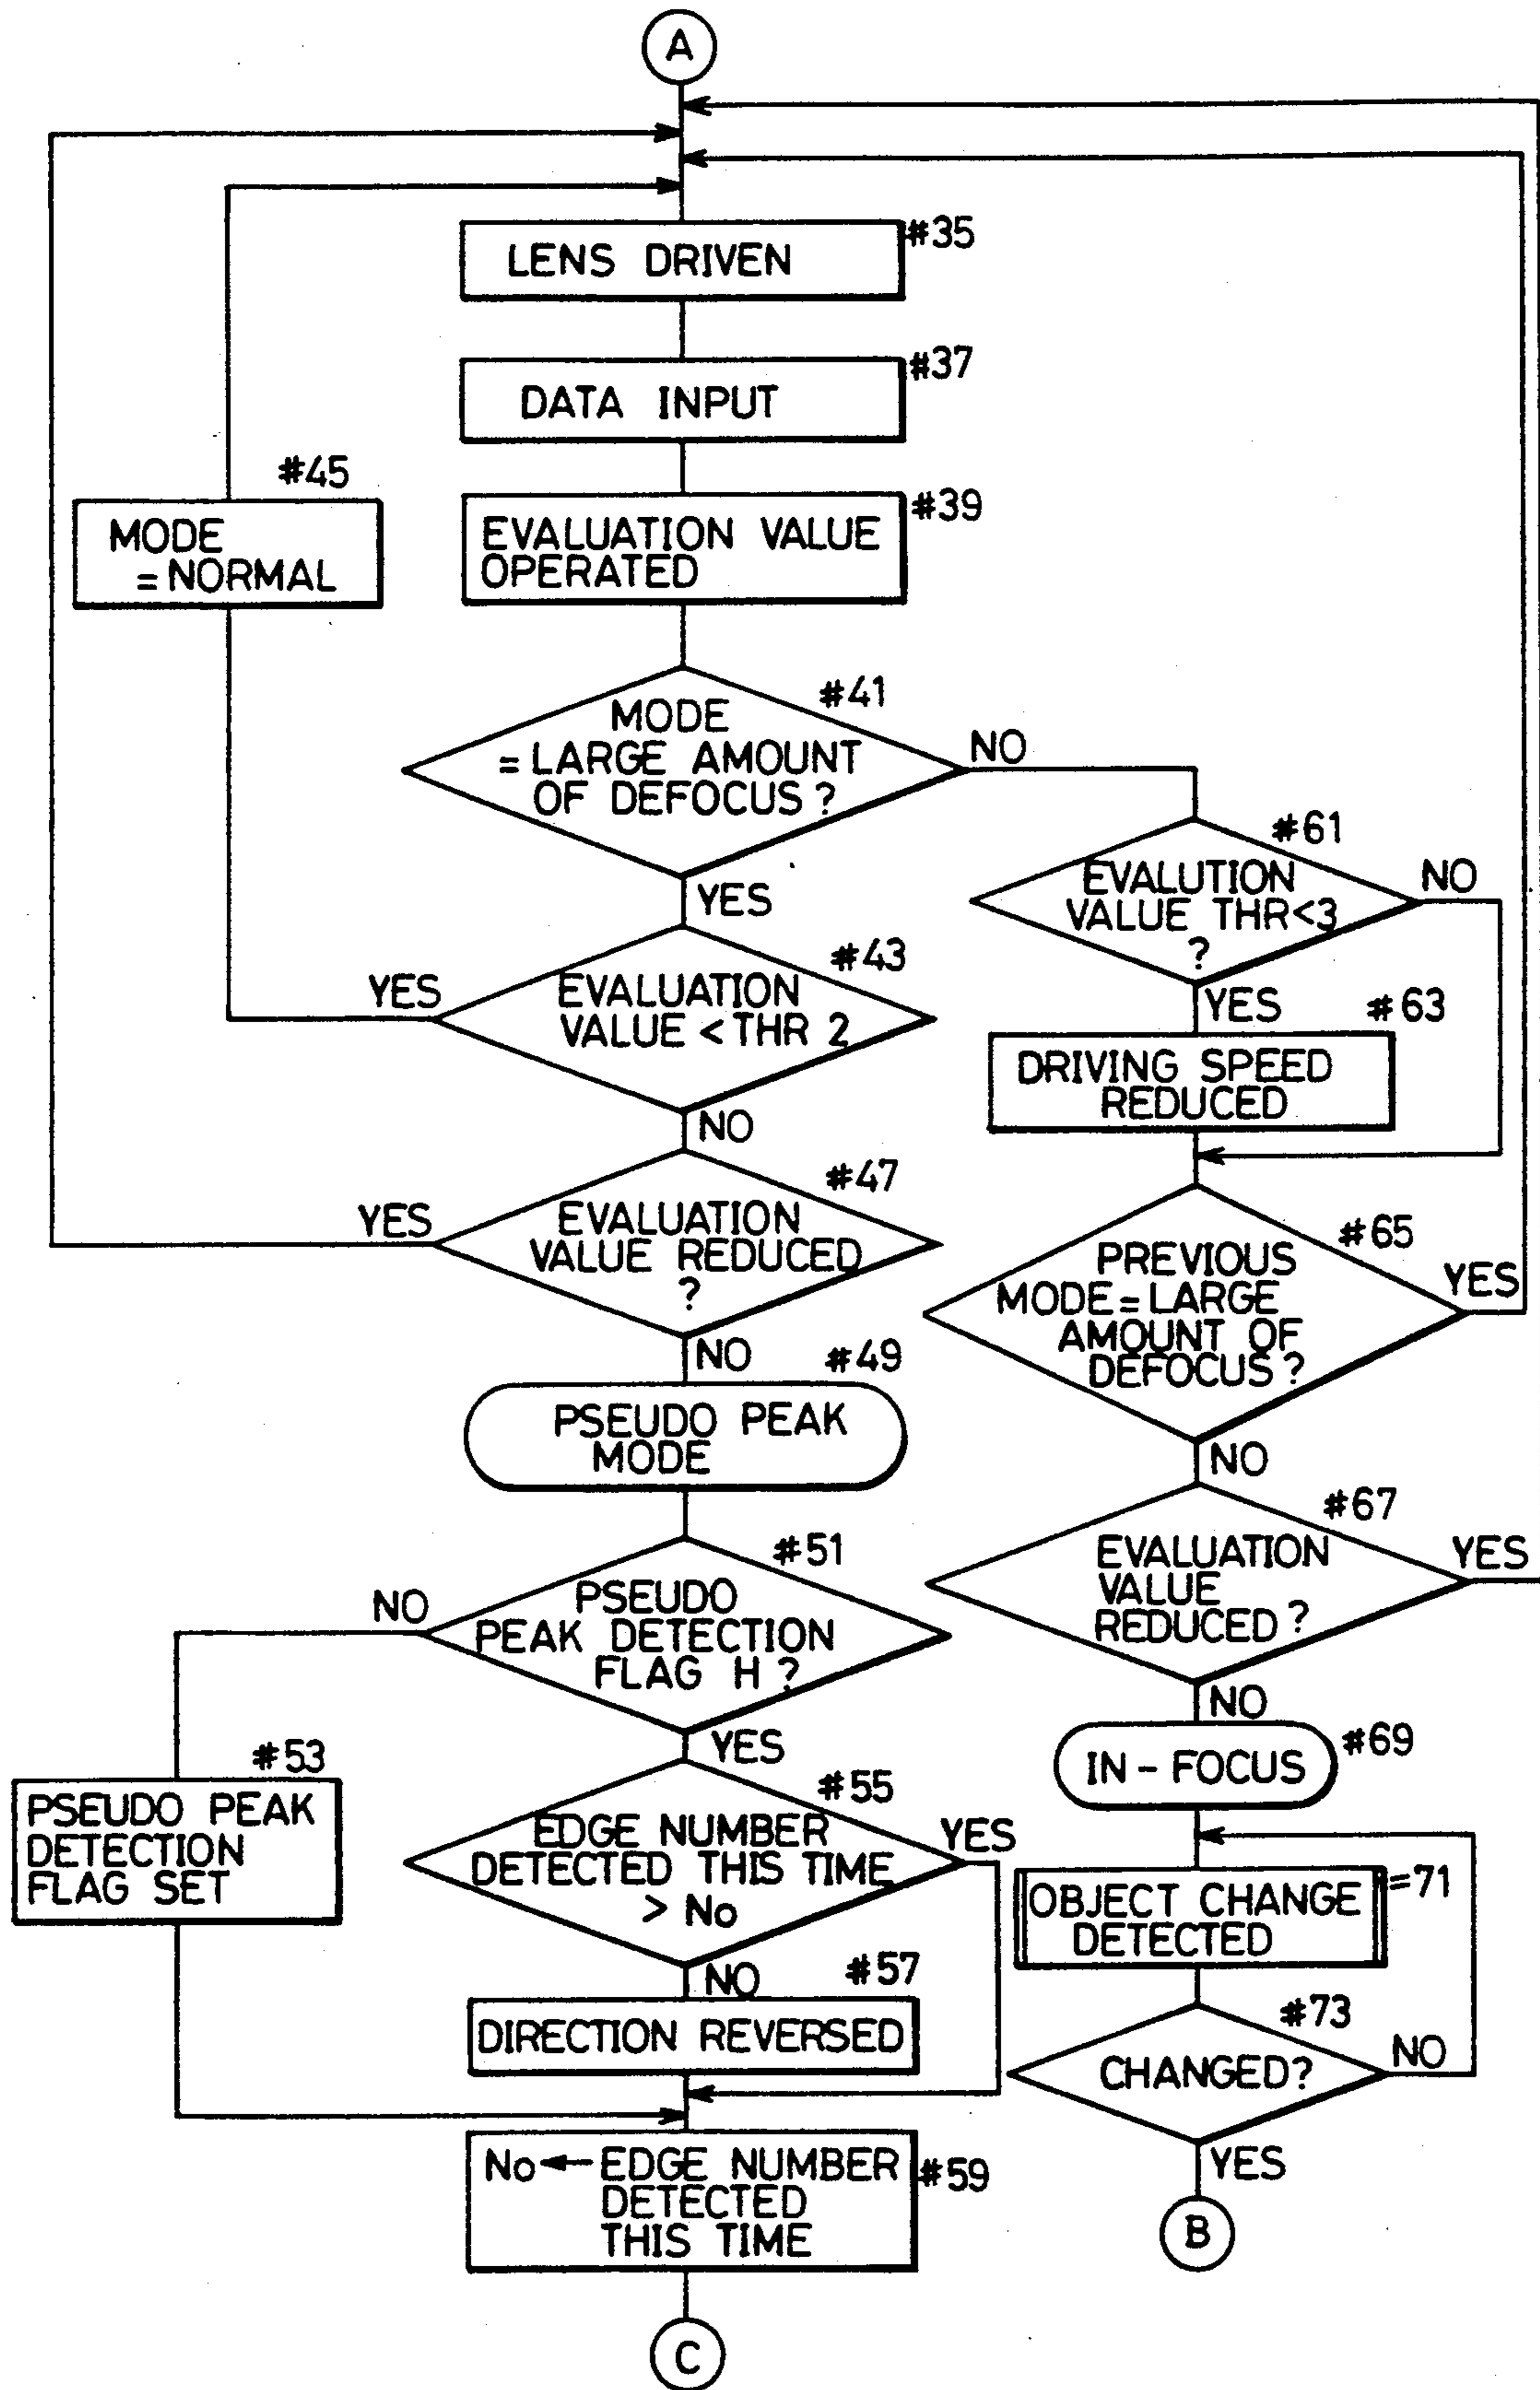 A
#35
LENS DRIVEN
#37
DATA INPUT
#45
MODE
=NORMAL
#39
EVALUATION VALUE
OPERATED
#41
MODE
=LARGE AMOUNT
OF DEFOCUS?
NO
YES
#61
EVALUTION
VALUE THR<3
?
NO
YES
#43
EVALUATION
VALUE < THR 2
YES
NO
#63
DRIVING SPEED
REDUCED
#47
EVALUATION
VALUE REDUCED
?
YES
NO
#65
PREVIOUS
MODE=LARGE
AMOUNT OF
DEFOCUS?
YES
NO
#49
PSEUDO PEAK
MODE
#67
EVALUATION
VALUE
REDUCED?
YES
NO
#51
PSEUDO
PEAK DETECTION
FLAG H?
NO
YES
#69
IN-FOCUS
#53
PSEUDO PEAK
DETECTION
FLAG SET
#55
EDGE NUMBER
DETECTED THIS TIME
> No
YES
NO
=71
OBJECT CHANGE
DETECTED
#57
DIRECTION REVERSED
#73
CHANGED?
NO
YES
#59
No ← EDGE NUMBER
DETECTED
THIS TIME
B
C